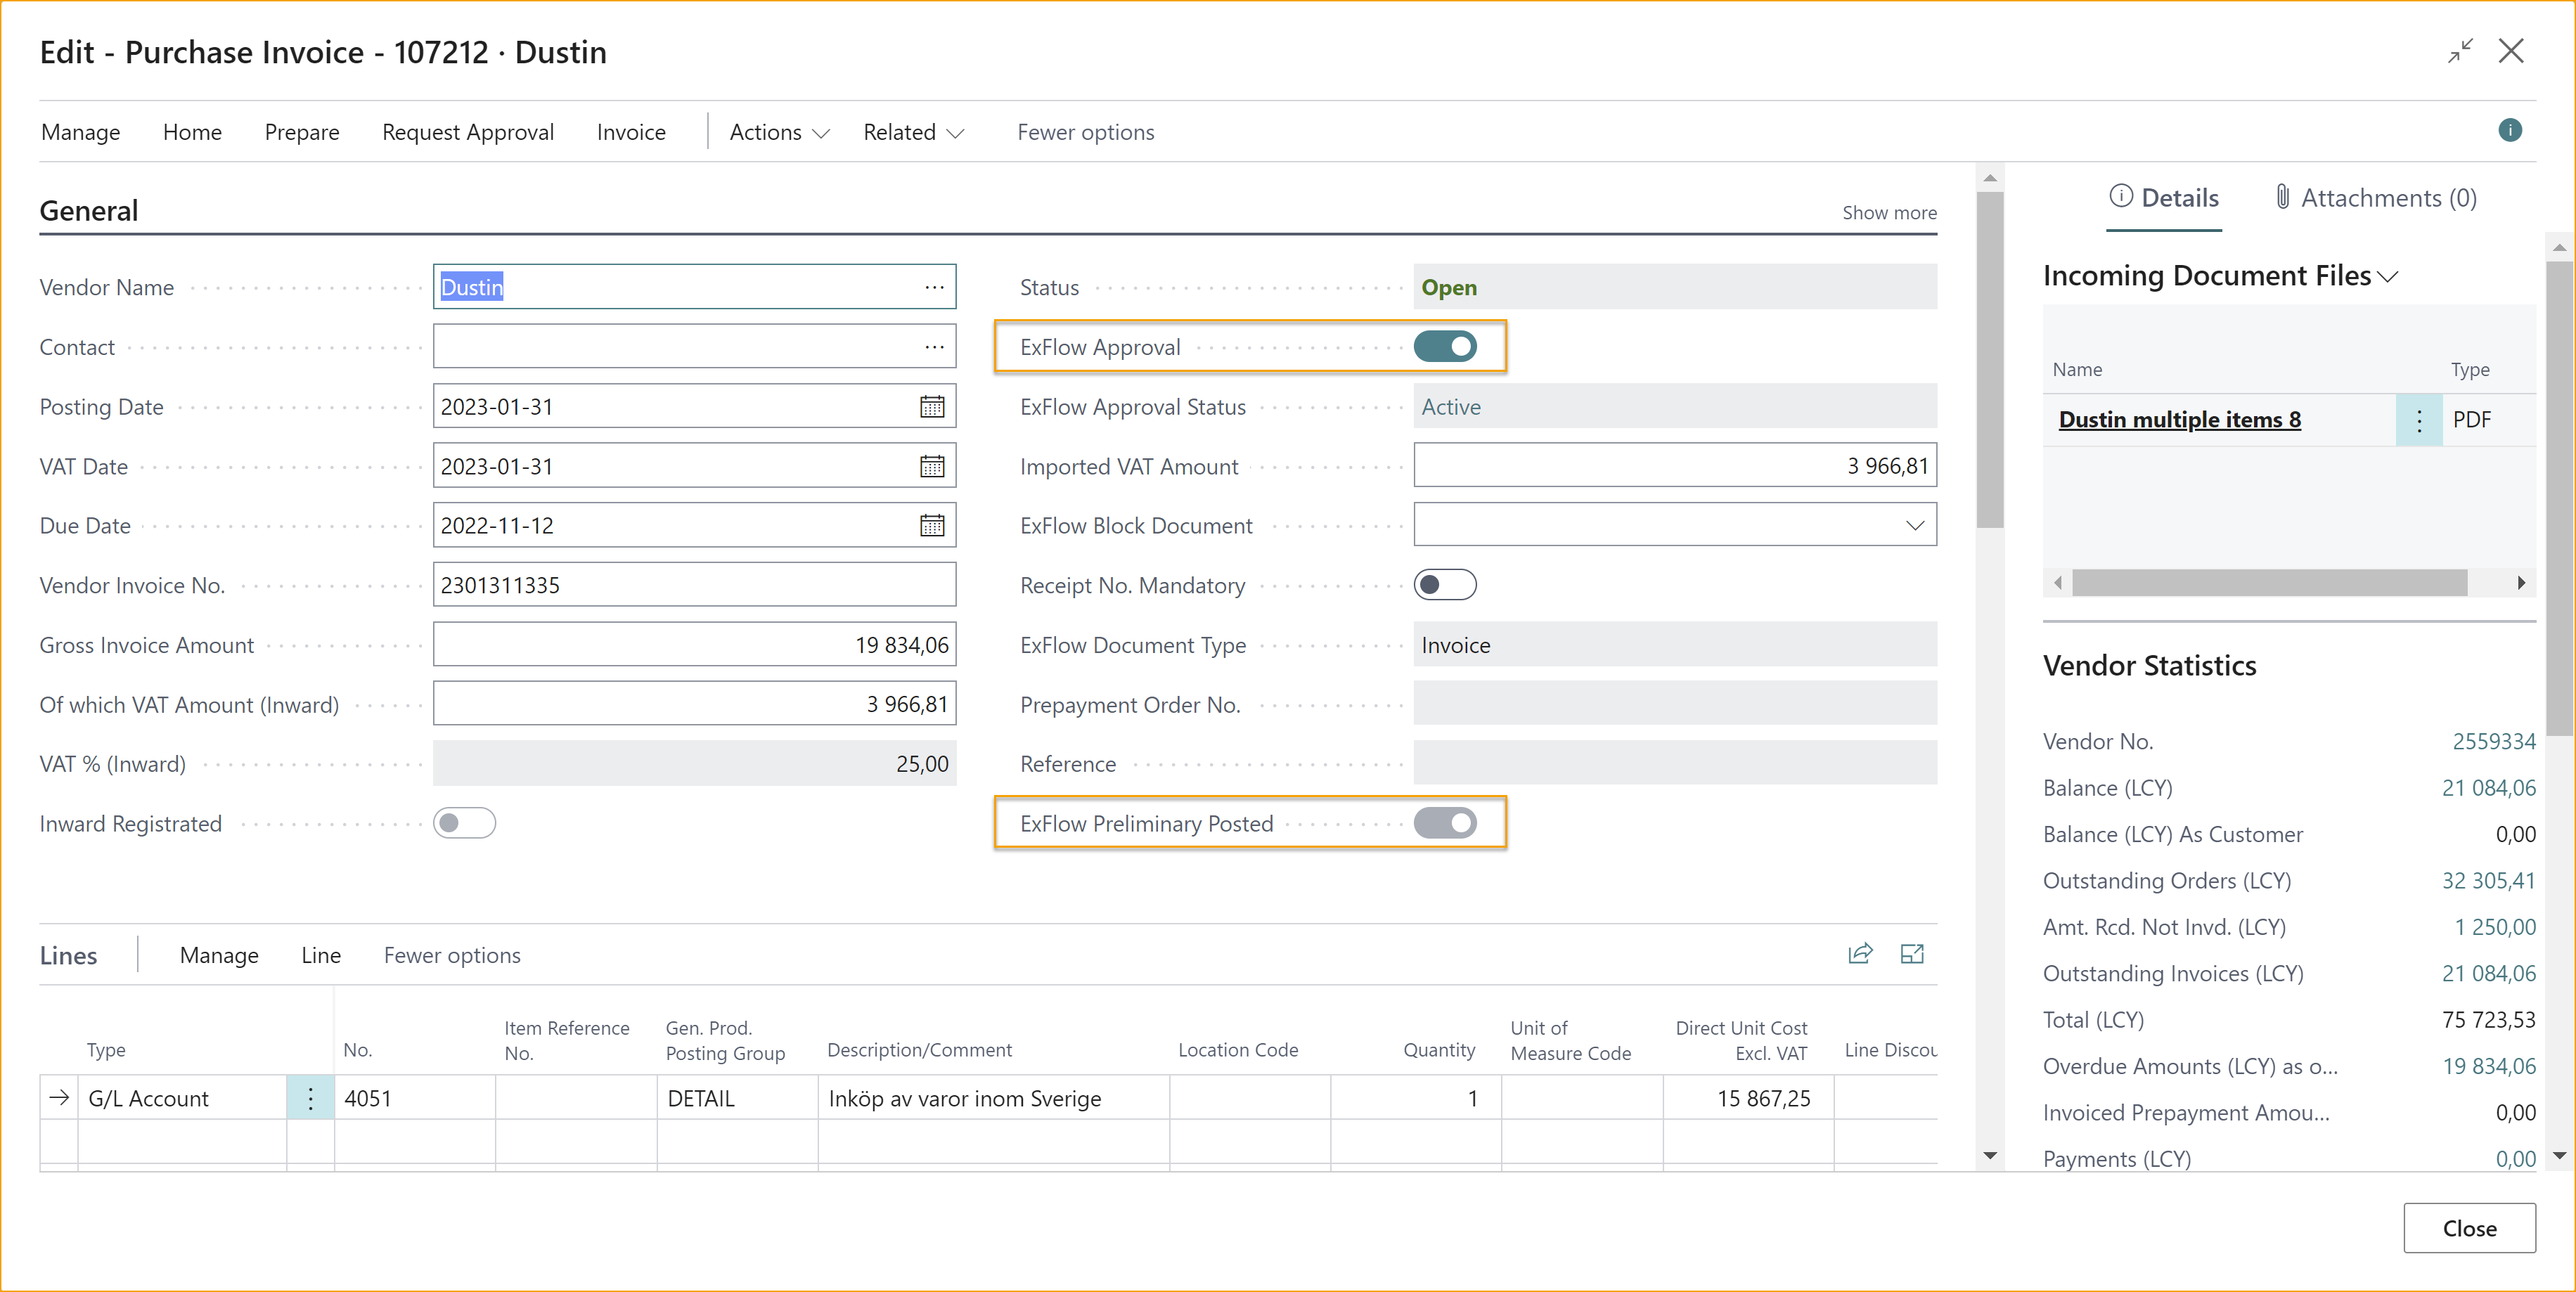 Edit - Purchase Invoice - 107212 · Dustin
Manage Home Prepare Request Approval Invoice Actions Related Fewer options
General Show more
Vendor Name Dustin
Contact
Posting Date 2023-01-31
VAT Date 2023-01-31
Due Date 2022-11-12
Vendor Invoice No. 2301311335
Gross Invoice Amount 19 834,06
Of which VAT Amount (Inward) 3 966,81
VAT % (Inward) 25,00
Inward Registrated
Status Open
ExFlow Approval
ExFlow Approval Status Active
Imported VAT Amount 3 966,81
ExFlow Block Document
Receipt No. Mandatory
ExFlow Document Type Invoice
Prepayment Order No.
Reference
ExFlow Preliminary Posted
Lines Manage Line Fewer options
Type No. Item Reference No. Gen. Prod. Posting Group Description/Comment Location Code Quantity Unit of Measure Code Direct Unit Cost Excl. VAT Line Discou
G/L Account 4051 DETAIL Inköp av varor inom Sverige 1 15 867,25
Details Attachments (0)
Incoming Document Files
Name Type
Dustin multiple items 8 PDF
Vendor Statistics
Vendor No. 2559334
Balance (LCY) 21 084,06
Balance (LCY) As Customer 0,00
Outstanding Orders (LCY) 32 305,41
Amt. Rcd. Not Invd. (LCY) 1 250,00
Outstanding Invoices (LCY) 21 084,06
Total (LCY) 75 723,53
Overdue Amounts (LCY) as o... 19 834,06
Invoiced Prepayment Amou... 0,00
Payments (LCY) 0,00
Close